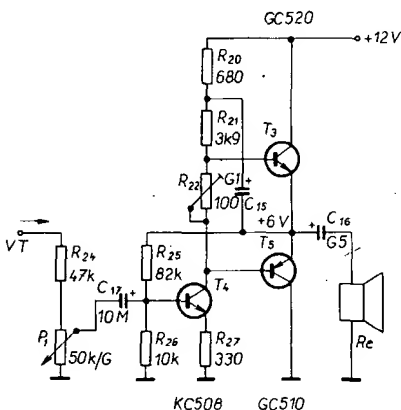 GC520
+12V
R20
680
R21
3k9
T3
R22
G1
100
C15
+
+6V
+
C16
G5
VT
R24
47k
R25
82k
T5
C17
+
10M
T4
P1
50k/G
R26
10k
R27
330
Re
KC508
GC510